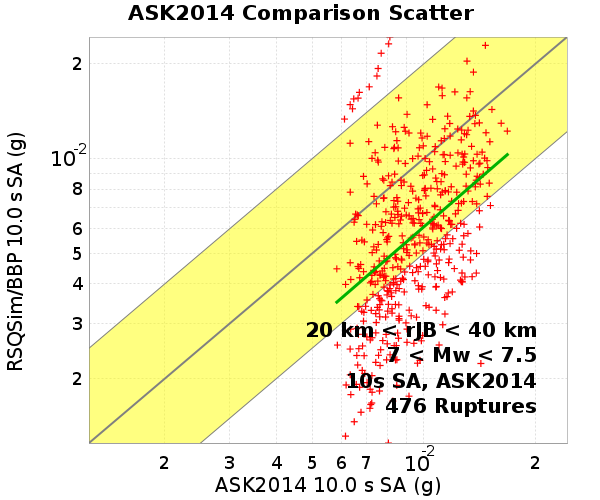 ASK2014 Comparison Scatter
RSQSim/BBP 10.0 s SA (g)
2
10-2
8
6
5
4
3
2
20 km < rJB < 40 km
7 < Mw < 7.5
10s SA, ASK2014
476 Ruptures
2 3 4 5 6 7 10-2 2
ASK2014 10.0 s SA (g)